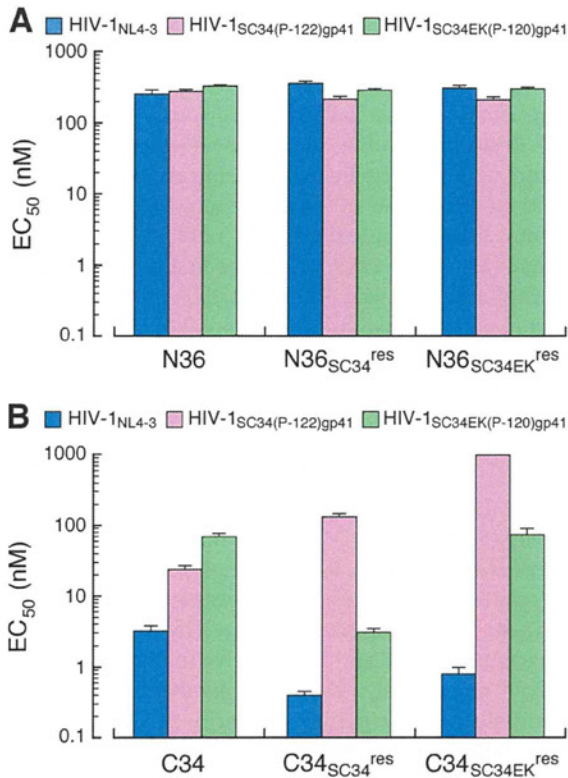 A
HIV-1NL4-3 HIV-1SC34(P-122)gp41 HIV-1SC34EK(P-120)gp41
1000
100
10
1
0.1
EC50 (nM)
N36 N36SC34res N36SC34EKres
B
HIV-1NL4-3 HIV-1SC34(P-122)gp41 HIV-1SC34EK(P-120)gp41
1000
100
10
1
0.1
EC50 (nM)
C34 C34SC34res C34SC34EKres